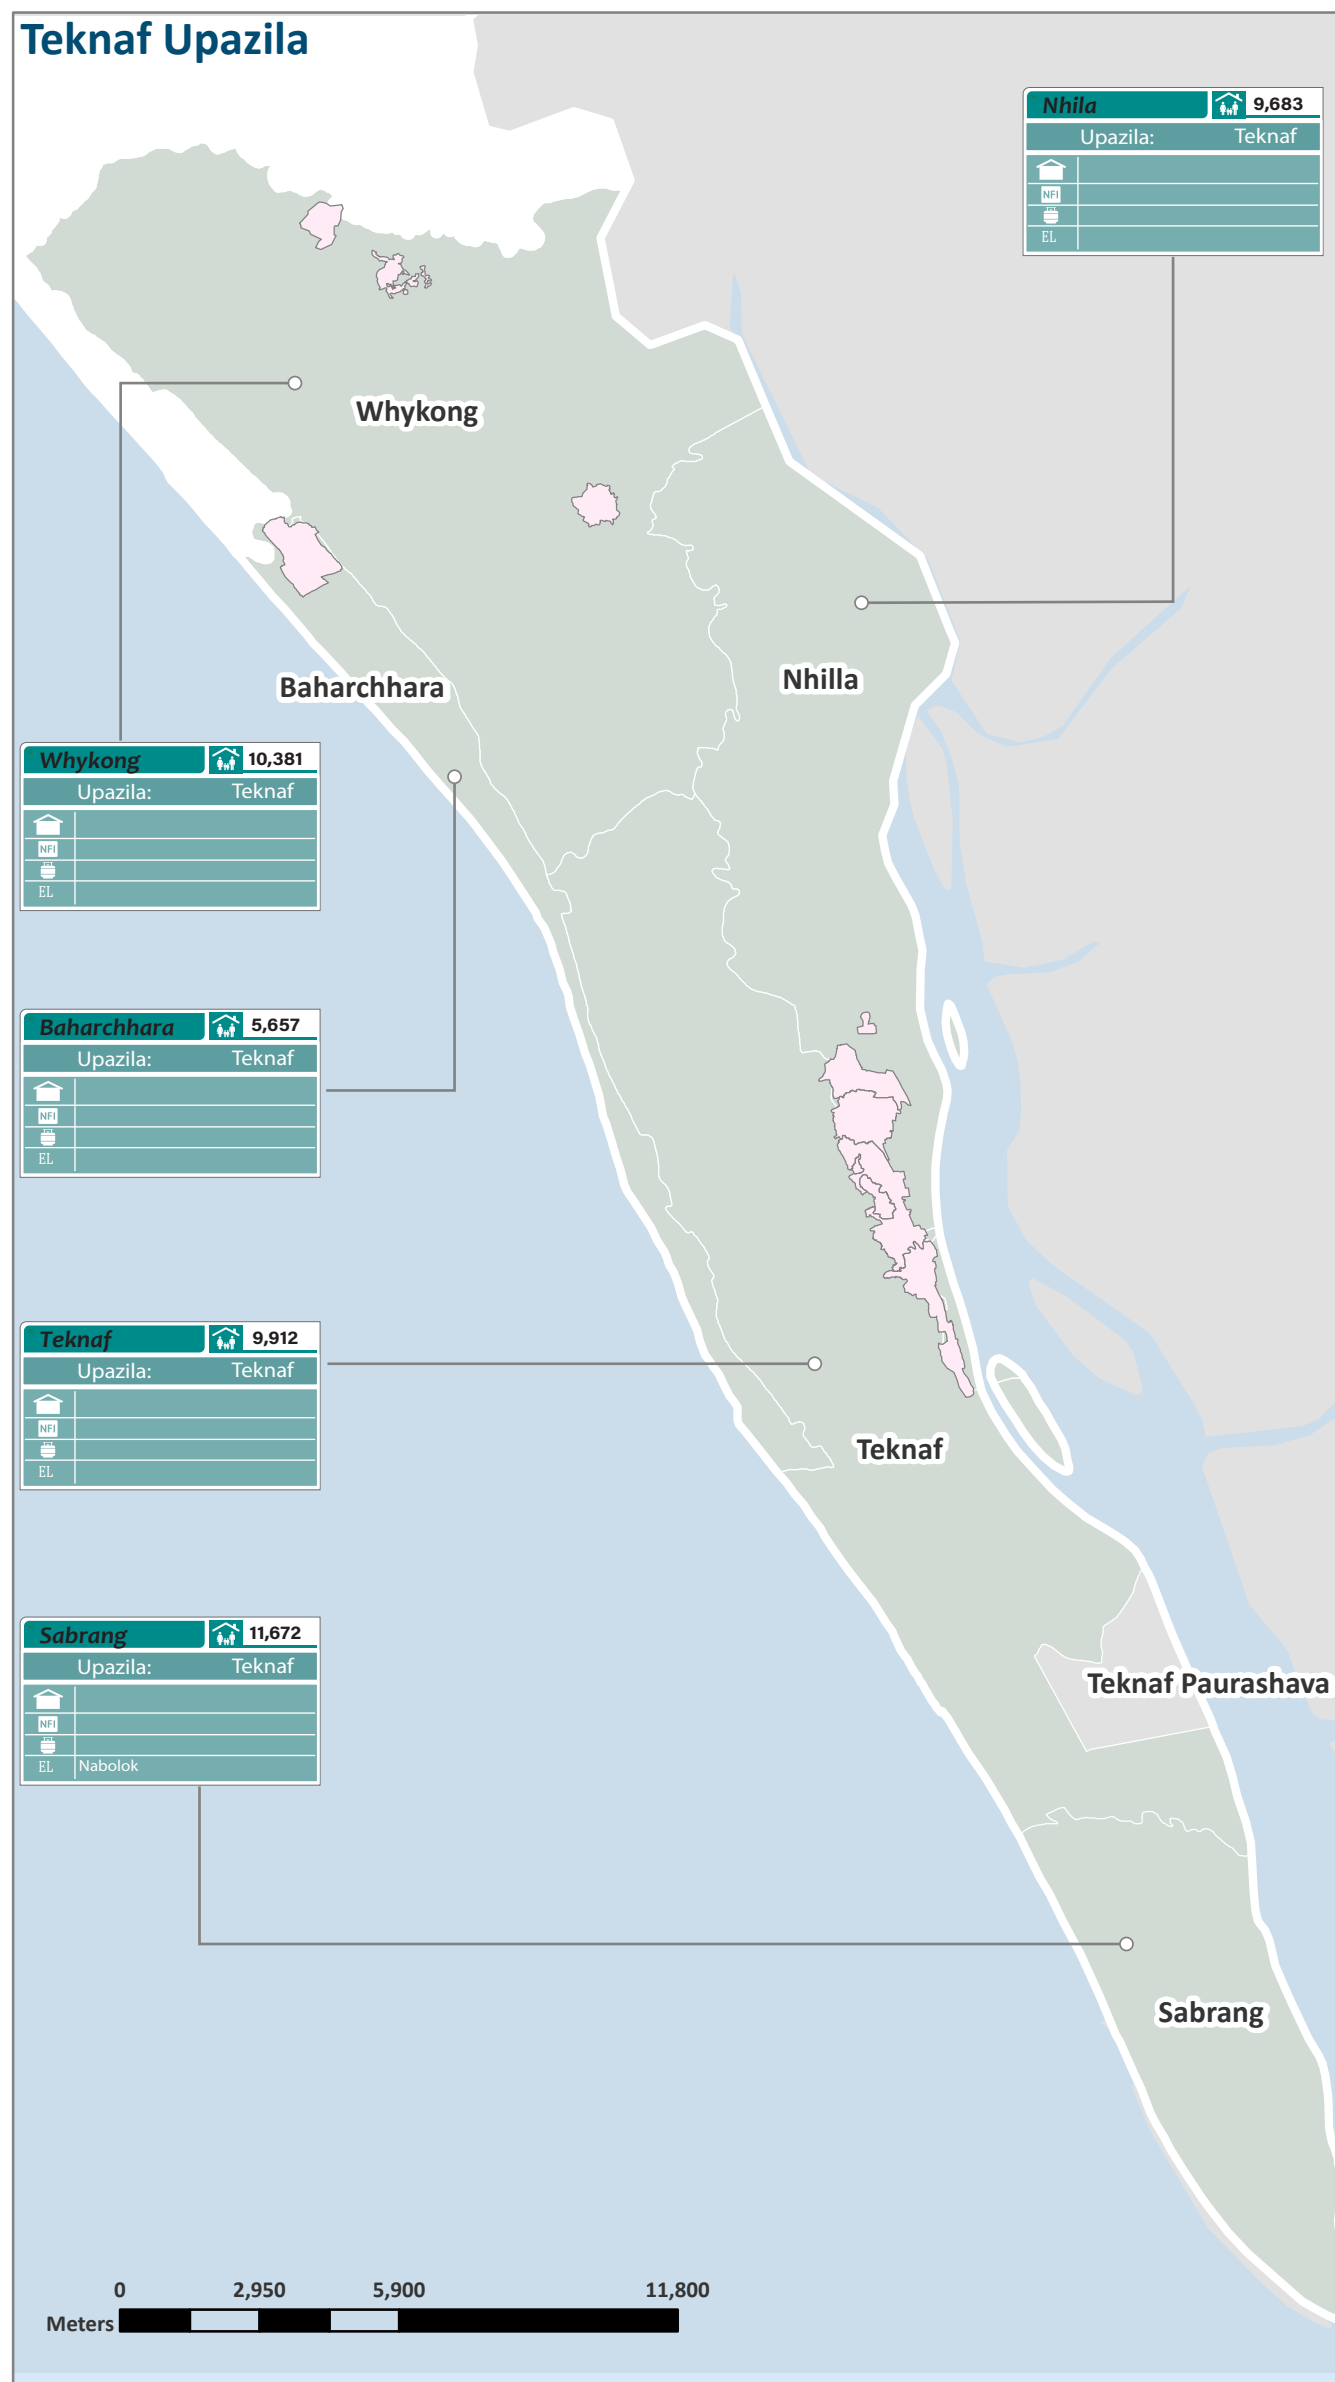 Teknaf Upazila
Nhila 9,683
Upazila: Teknaf
NFI
EL
Whykong
Nhilla
Baharchhara
Whykong 10,381
Upazila: Teknaf
NFI
EL
Baharchhara 5,657
Upazila: Teknaf
NFI
EL
Teknaf 9,912
Upazila: Teknaf
NFI
EL
Teknaf
Sabrang 11,672
Upazila: Teknaf
NFI
EL Nabolok
Teknaf Paurashava
Sabrang
0 2,950 5,900 11,800
Meters